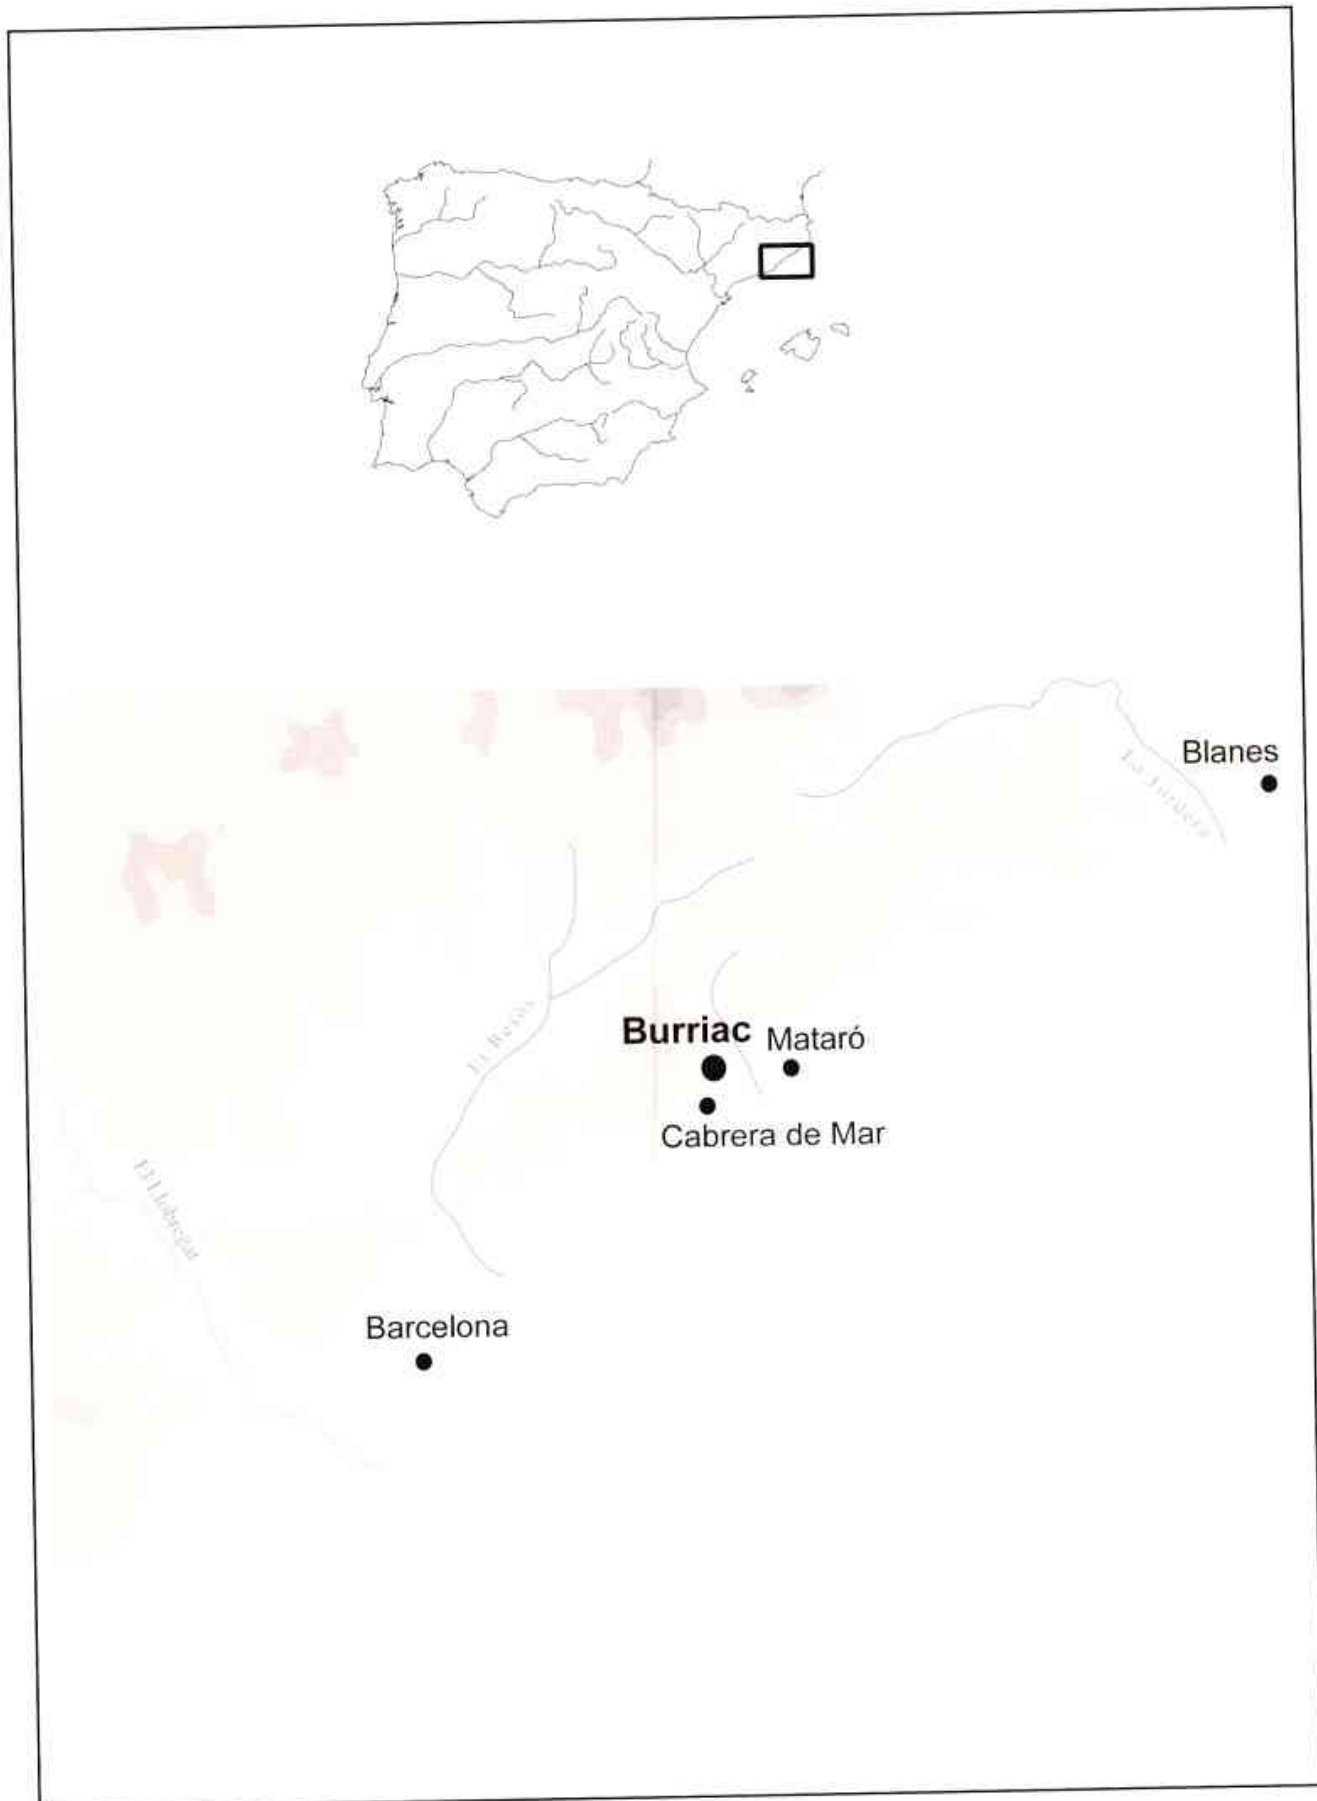 Blanes
La Tordera
Burriac
Mataró
El Besòs
Cabrera de Mar
El Llobregat
Barcelona